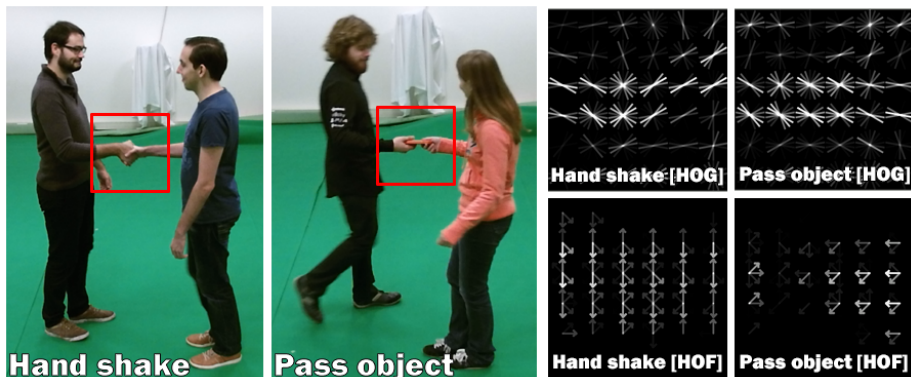 Hand shake
Pass object
Hand shake [HOG]
Pass object [HOG]
Hand shake [HOF]
Pass object [HOF]